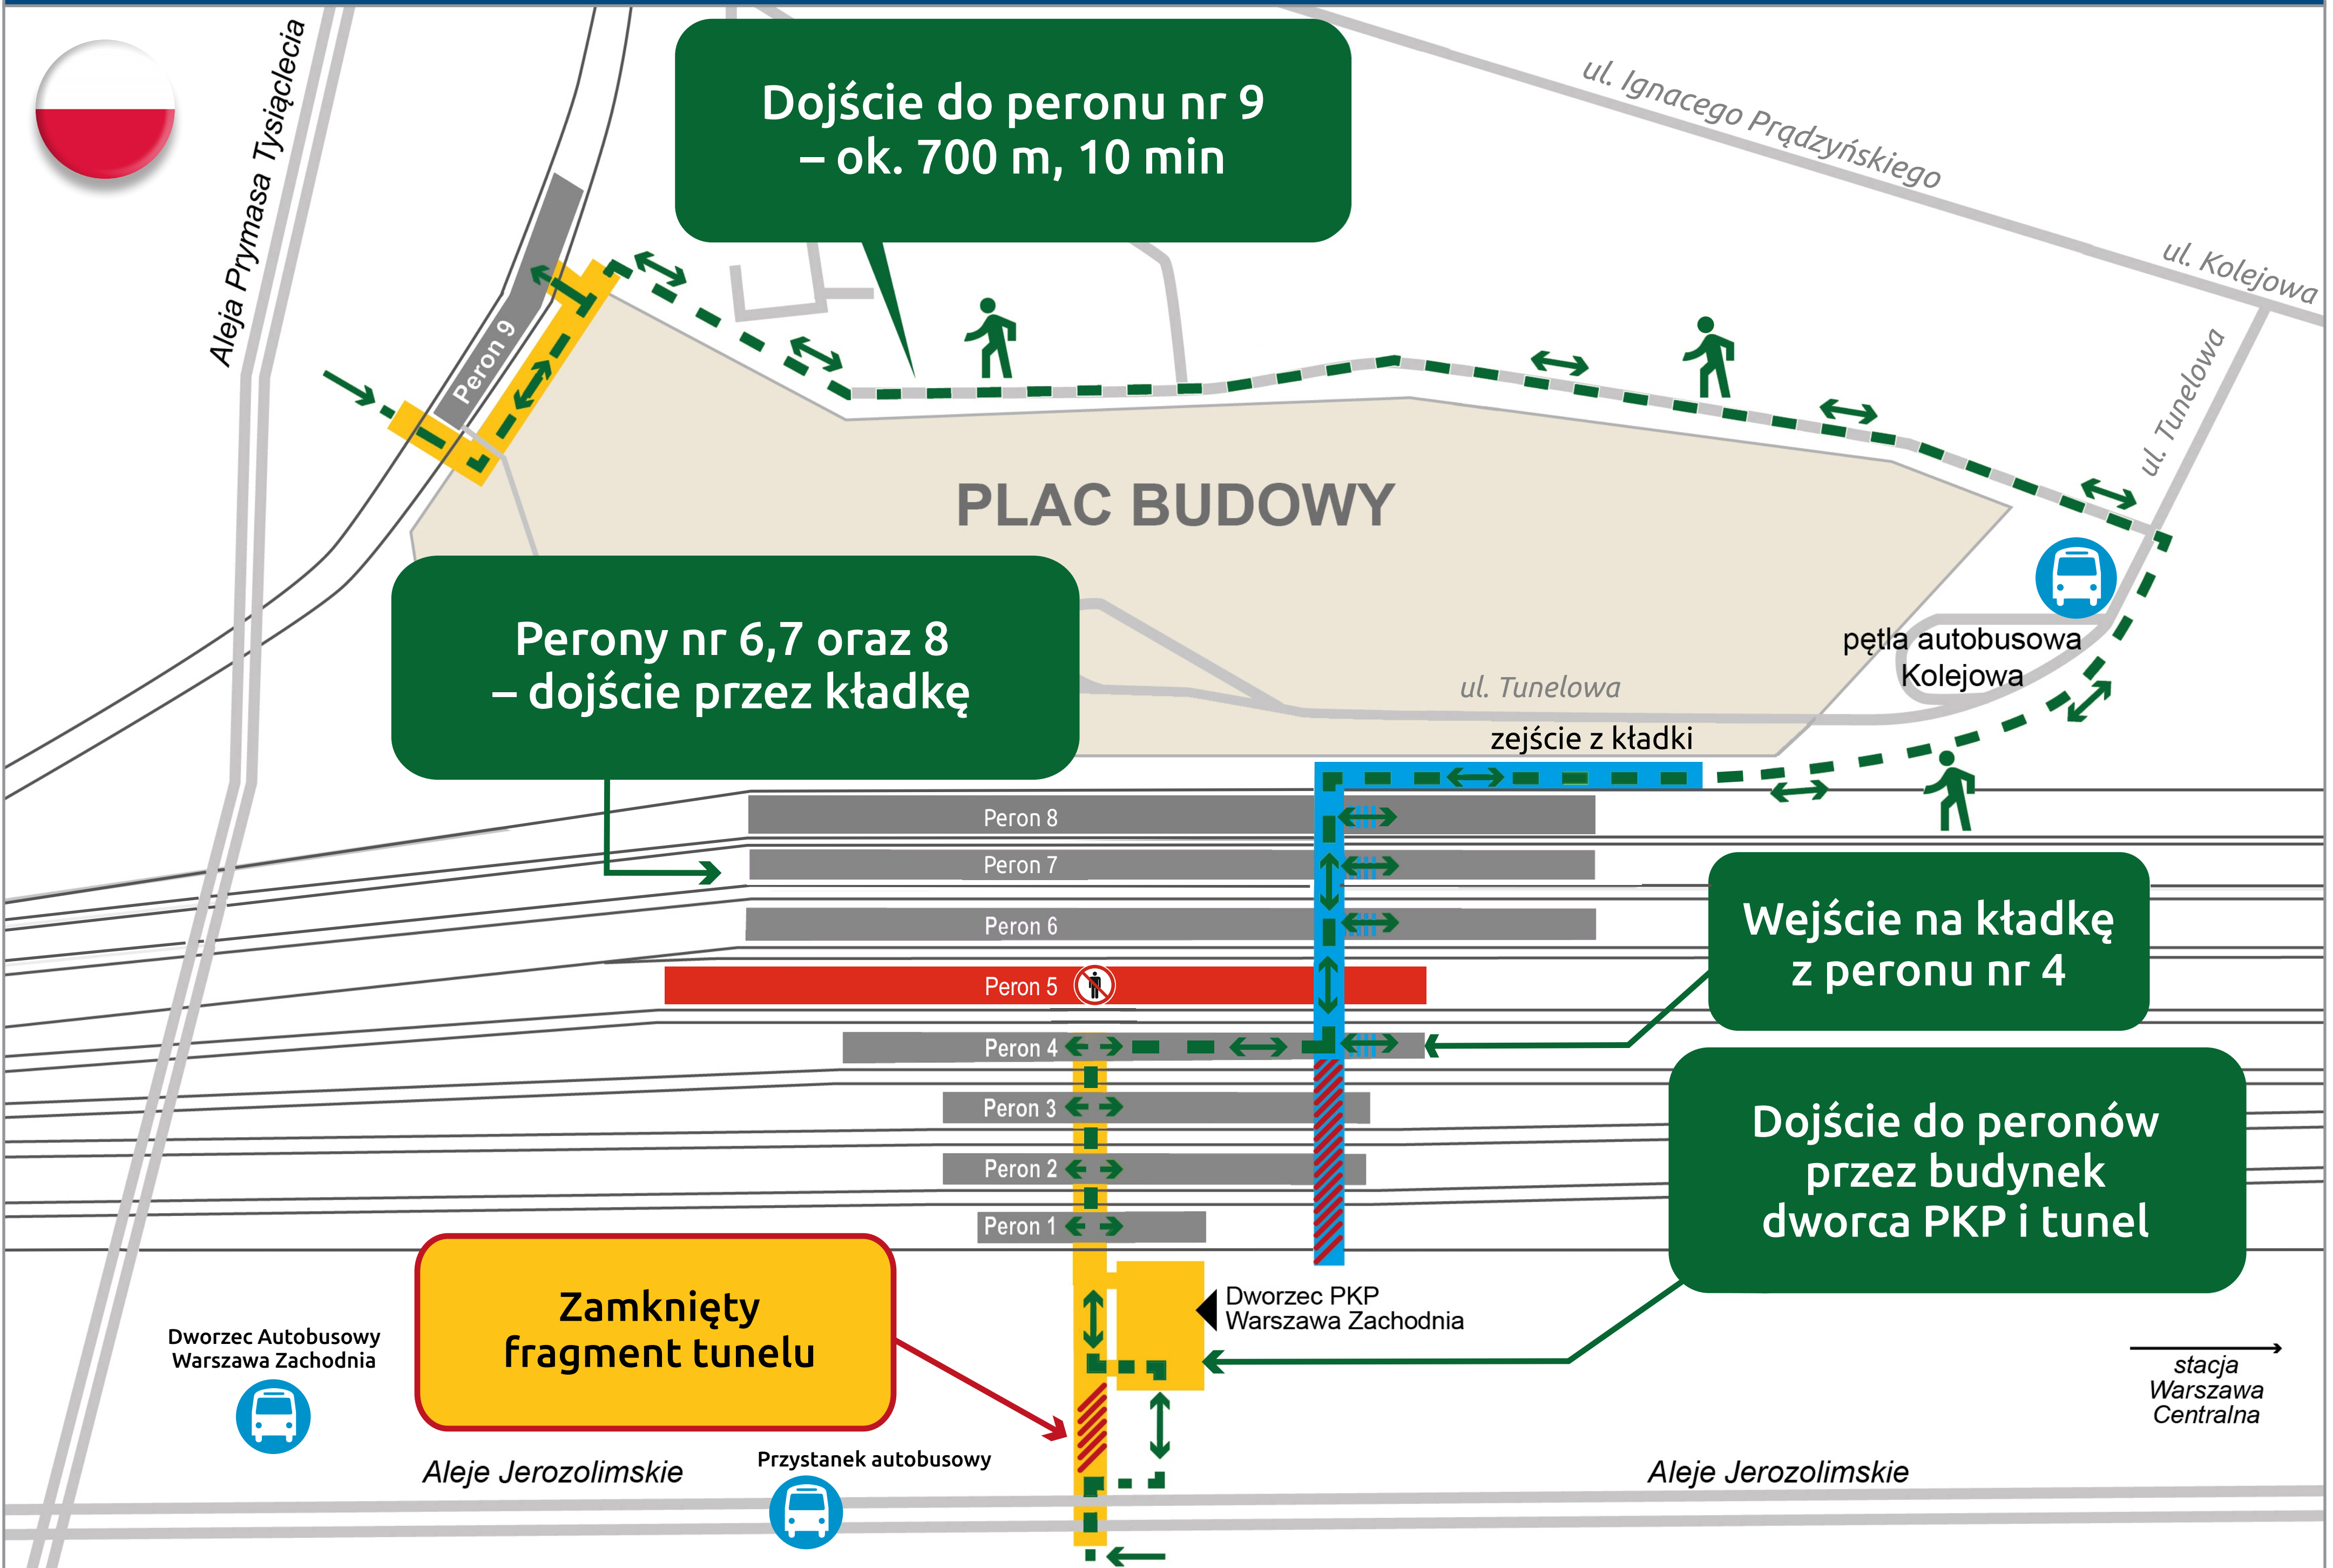 Aleja Prymasa Tysiąclecia
Dojście do peronu nr 9
– ok. 700 m, 10 min
ul. Ignacego Prądzyńskiego
ul. Kolejowa
ul. Tunelowa
Peron 9
PLAC BUDOWY
pętla autobusowa
Kolejowa
Perony nr 6,7 oraz 8
– dojście przez kładkę
ul. Tunelowa
zejście z kładki
Peron 8
Peron 7
Peron 6
Peron 5
Peron 4
Peron 3
Peron 2
Peron 1
Wejście na kładkę
z peronu nr 4
Dojście do peronów
przez budynek
dworca PKP i tunel
Zamknięty
fragment tunelu
Dworzec PKP
Warszawa Zachodnia
Dworzec Autobusowy
Warszawa Zachodnia
stacja
Warszawa
Centralna
Przystanek autobusowy
Aleje Jerozolimskie
Aleje Jerozolimskie